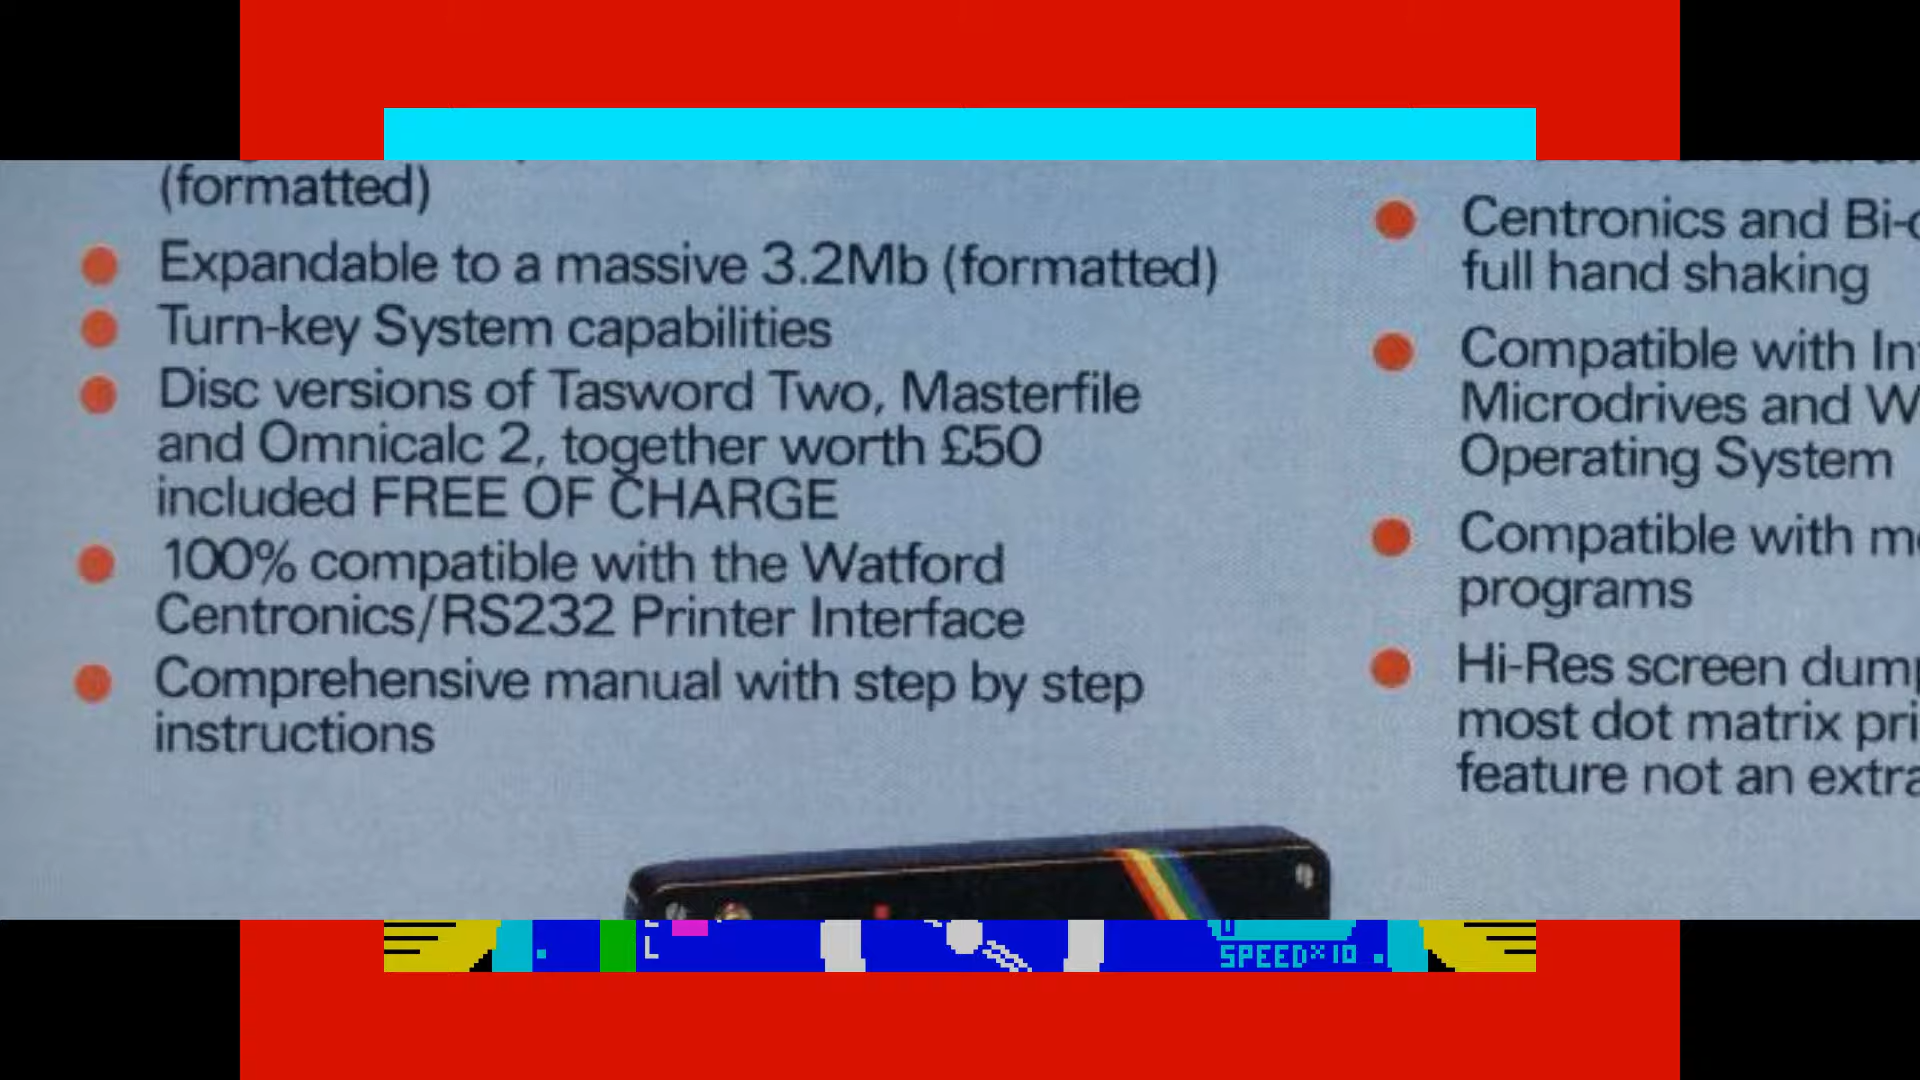 (formatted)
Expandable to a massive 3.2Mb (formatted)
Turn-key System capabilities
Disc versions of Tasword Two, Masterfile
and Omnicalc 2, together worth £50
included FREE OF CHARGE
100% compatible with the Watford
Centronics/RS232 Printer Interface
Comprehensive manual with step by step
instructions
Centronics and Bi-
full hand shaking
Compatible with
Microdrives and
Operating System
Compatible with
programs
Hi-Res screen
most dot matrix
feature not an
L
SPEED×10